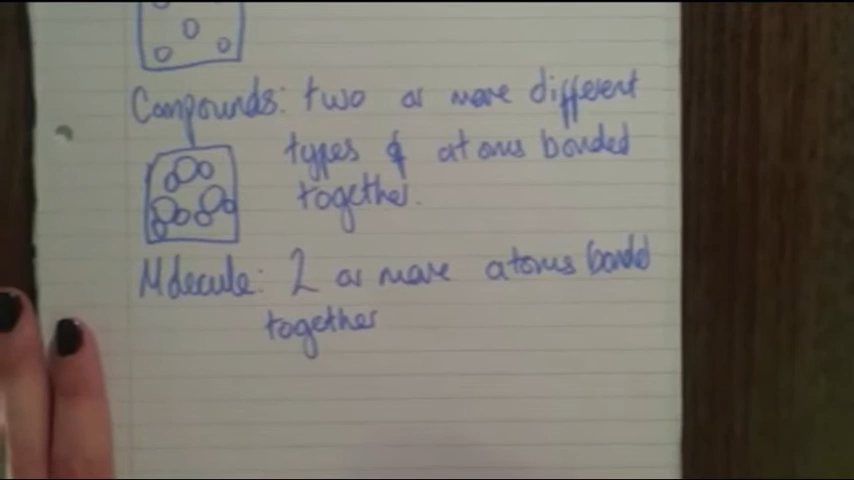 Compounds: two or more different
types of atoms bonded
together.
Molecule: 2 or more atoms bonded
together